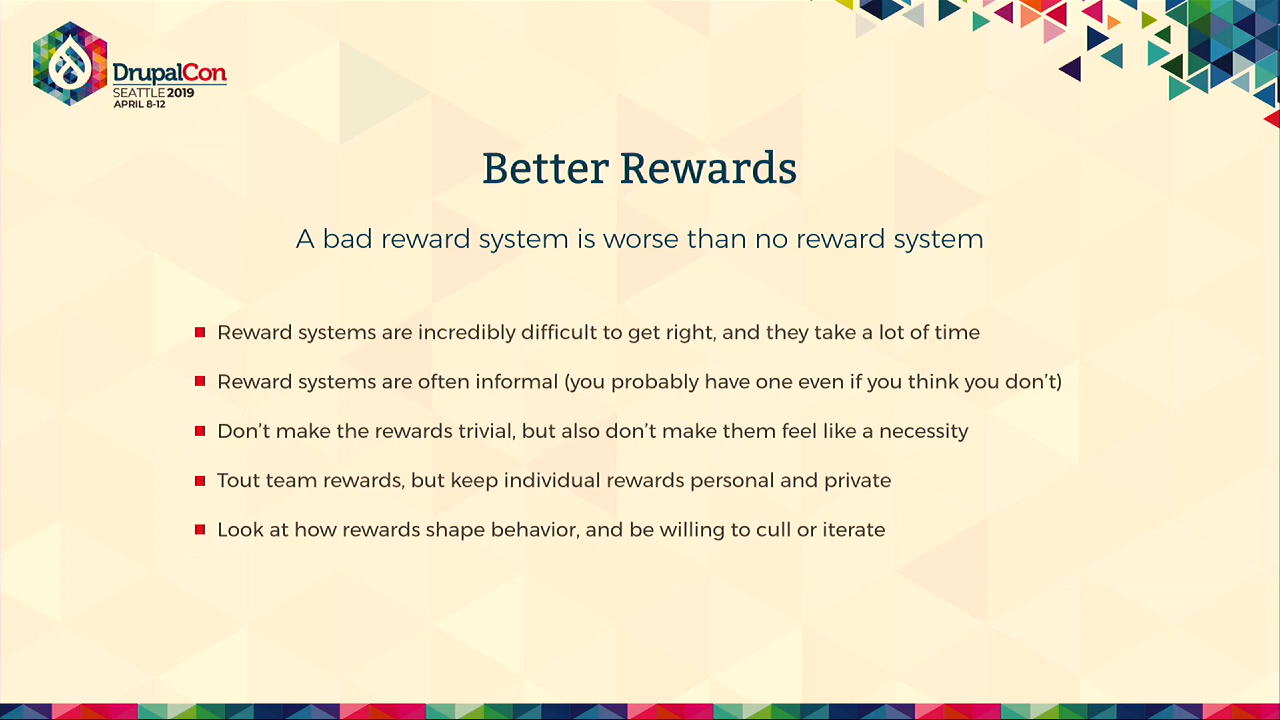 DrupalCon
SEATTLE 2019
APRIL 8-12
Better Rewards
A bad reward system is worse than no reward system
Reward systems are incredibly difficult to get right, and they take a lot of time
Reward systems are often informal (you probably have one even if you think you don’t)
Don’t make the rewards trivial, but also don’t make them feel like a necessity
Tout team rewards, but keep individual rewards personal and private
Look at how rewards shape behavior, and be willing to cull or iterate